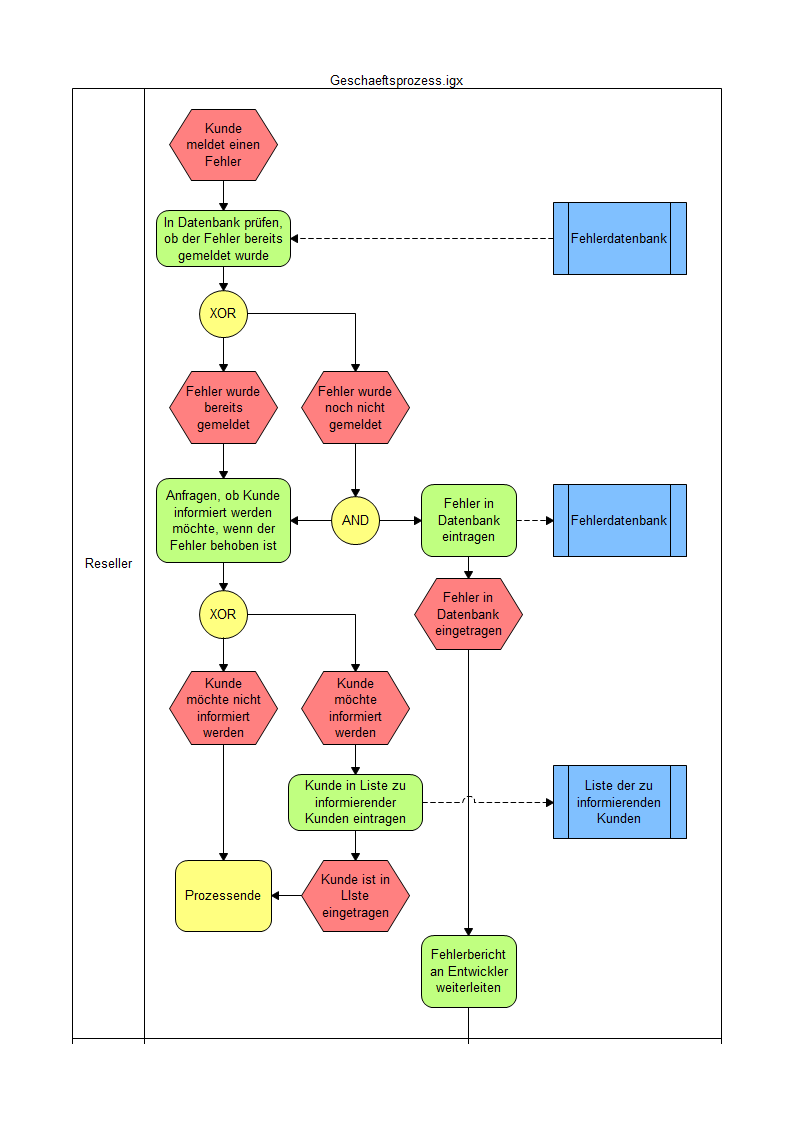 Geschaeftsprozess.igx
Kunde
meldet einen
Fehler
In Datenbank prüfen,
ob der Fehler bereits
gemeldet wurde
Fehlerdatenbank
XOR
Fehler wurde
bereits
gemeldet
Fehler wurde
noch nicht
gemeldet
Anfragen, ob Kunde
informiert werden
möchte, wenn der
Fehler behoben ist
AND
Fehler in
Datenbank
eintragen
Fehlerdatenbank
Reseller
XOR
Fehler in
Datenbank
eingetragen
Kunde
möchte nicht
informiert
werden
Kunde
möchte
informiert
werden
Kunde in Liste zu
informierender
Kunden eintragen
Liste der zu
informierenden
Kunden
Prozessende
Kunde ist in
LIste
eingetragen
Fehlerbericht
an Entwickler
weiterleiten